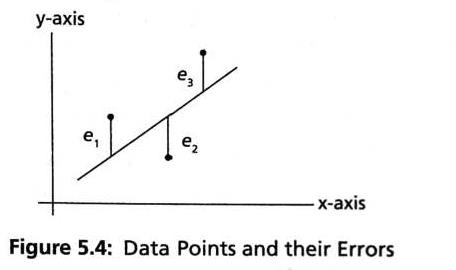 y-axis
e₃
e₁
e₂
x-axis
Figure 5.4: Data Points and their Errors